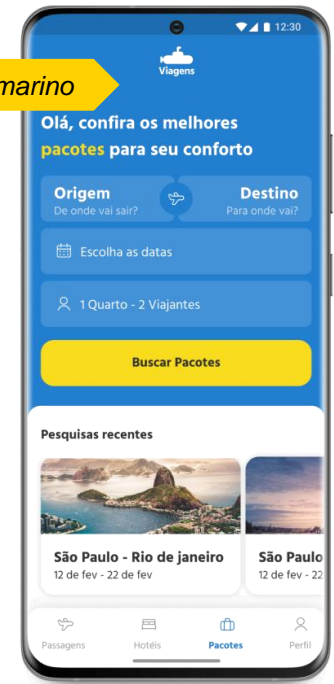 12:30
Viagens
marino
Olá, confira os melhores
pacotes para seu conforto
Origem
De onde vai sair?
Destino
Para onde vai?
Escolha as datas
1 Quarto - 2 Viajantes
Buscar Pacotes
Pesquisas recentes
São Paulo - Rio de janeiro
12 de fev - 22 de fev
São Paulo
12 de fev - 22
Passagens
Hotéis
Pacotes
Perfil